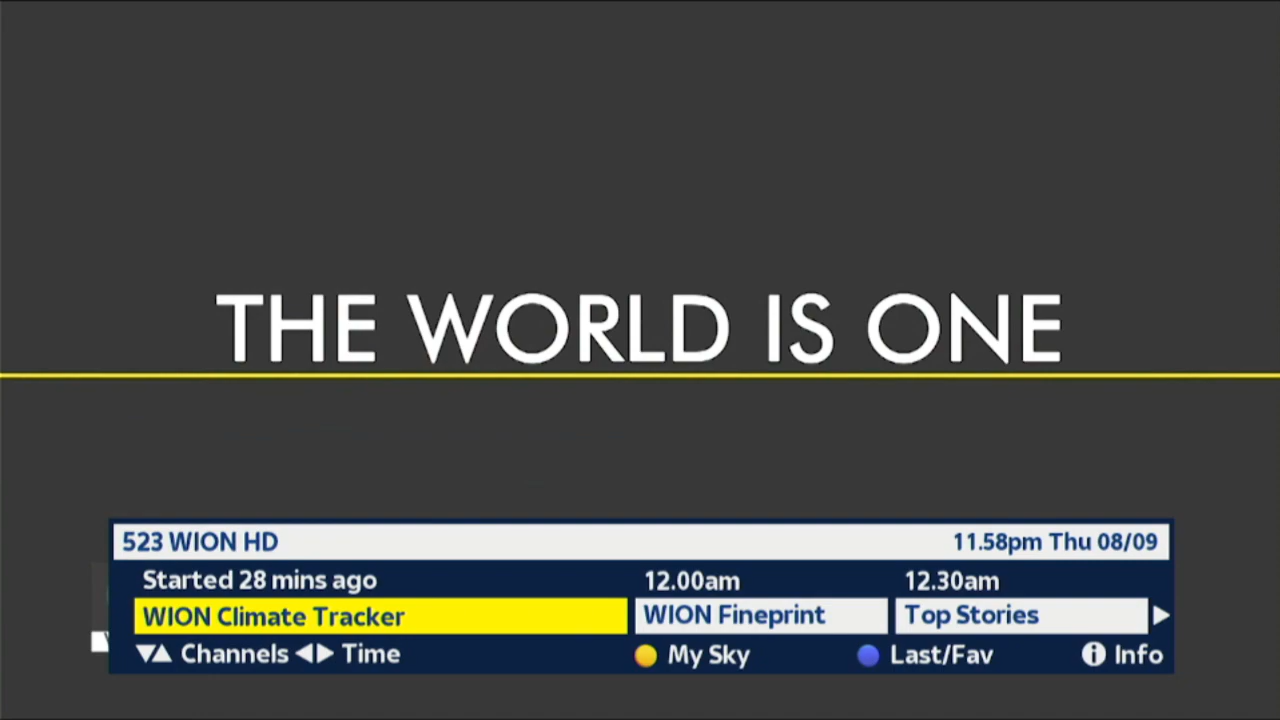 THE WORLD IS ONE
523 WION HD 11.58pm Thu 08/09
Started 28 mins ago 12.00am 12.30am
WION Climate Tracker WION Fineprint Top Stories
Channels Time My Sky Last/Fav Info